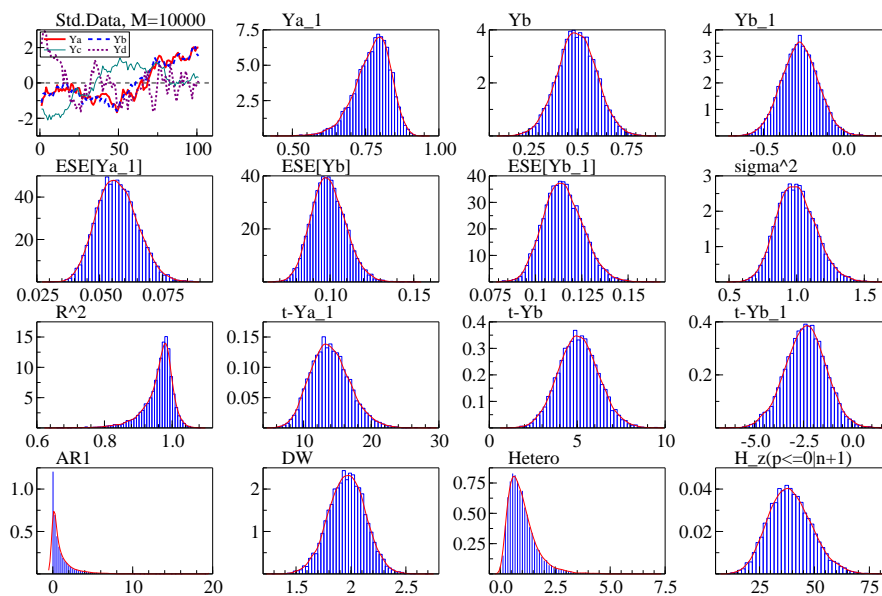 Std.Data, M=10000
Ya_1
Yb
Yb_1
Ya Yb
Yc Yd
2
0
-2
0 50 100
7.5
5.0
2.5
0.50 0.75 1.00
4
2
0.25 0.50 0.75
4
3
2
1
-0.5 0.0
ESE[Ya_1]
ESE[Yb]
ESE[Yb_1]
sigma^2
40
20
0.025 0.050 0.075
40
20
0.10 0.15
40
30
20
10
0.075 0.1 0.125 0.15
3
2
1
0.5 1.0 1.5
R^2
t-Ya_1
t-Yb
t-Yb_1
15
10
5
0.6 0.8 1.0
0.15
0.10
0.05
10 20 30
0.4
0.3
0.2
0.1
0 5 10
0.4
0.2
-5.0 -2.5 0.0
AR1
DW
Hetero
H_z(p<=0|n+1)
1.0
0.5
0 10 20
2
1
1.5 2.0 2.5
0.75
0.50
0.25
0.0 2.5 5.0 7.5
0.04
0.02
25 50 75